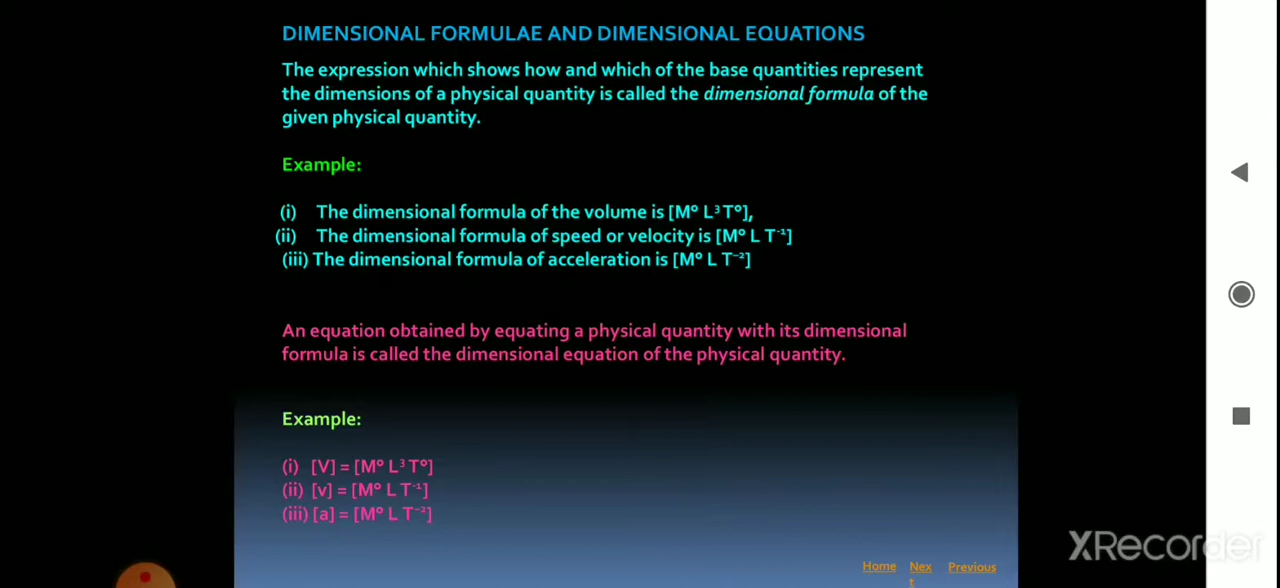 DIMENSIONAL FORMULAE AND DIMENSIONAL EQUATIONS
The expression which shows how and which of the base quantities represent
the dimensions of a physical quantity is called the dimensional formula of the
given physical quantity.
Example:
(i) The dimensional formula of the volume is [M° L³ T°],
(ii) The dimensional formula of speed or velocity is [M° L T⁻¹]
(iii) The dimensional formula of acceleration is [M° L T⁻²]
An equation obtained by equating a physical quantity with its dimensional
formula is called the dimensional equation of the physical quantity.
Example:
(i) [V] = [M° L³ T°]
(ii) [v] = [M° L T⁻¹]
(iii) [a] = [M° L T⁻²]
XRecorder
Home Nex Previous
t